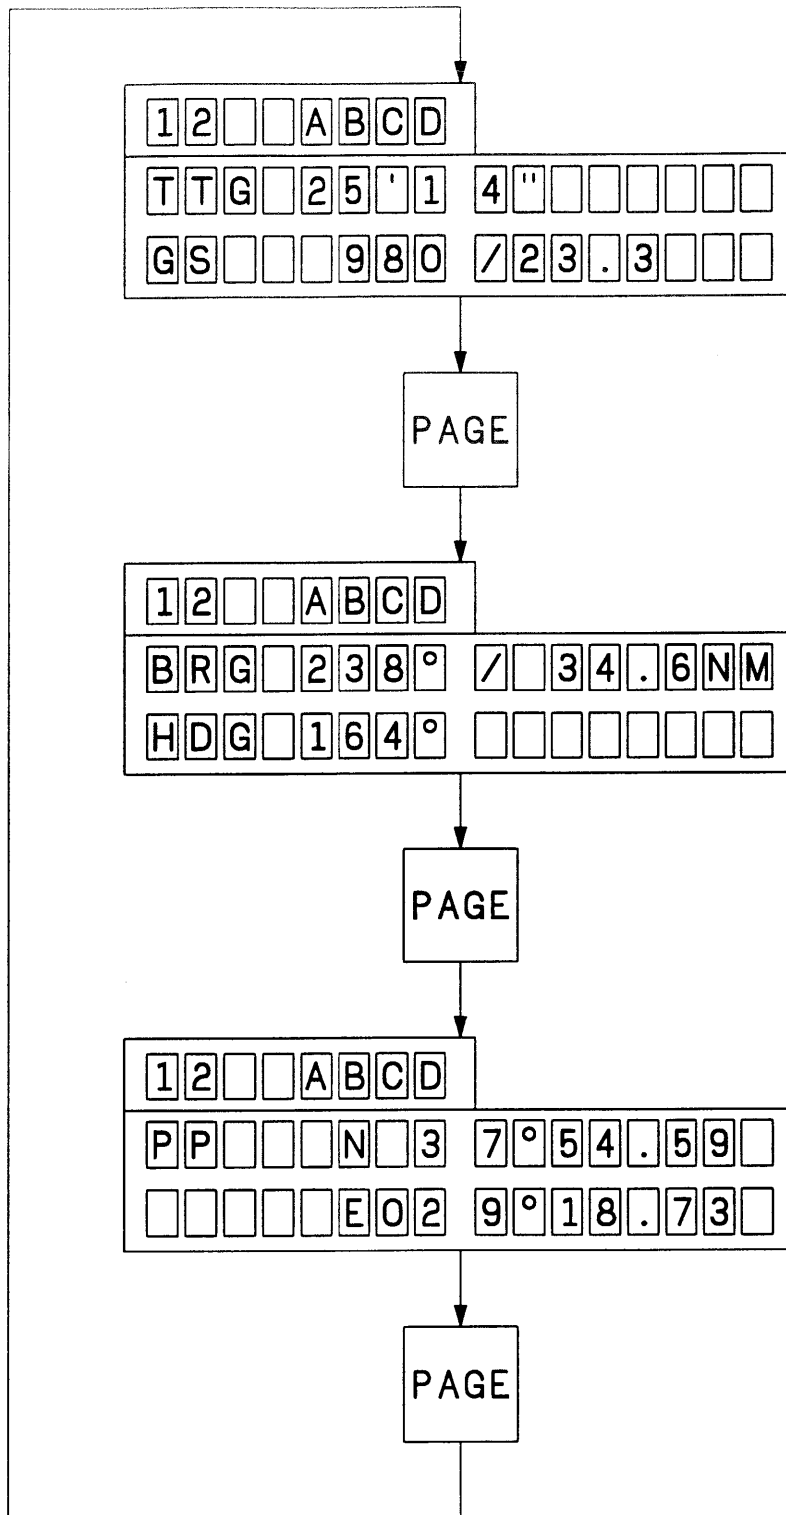 12 ABCD
TTG 25'14"
GS 980/23.3
PAGE
12 ABCD
BRG 238°/ 34.6NM
HDG 164°
PAGE
12 ABCD
PP N 37°54.59
E029°18.73
PAGE